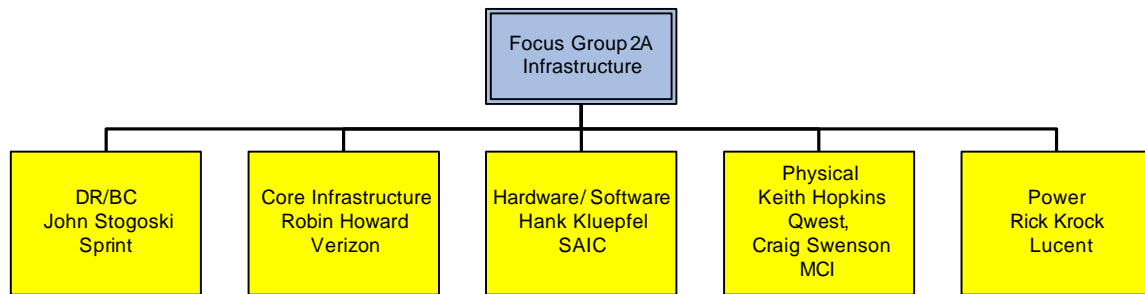 Focus Group 2A
Infrastructure
DR/BC
John Stogoski
Sprint
Core Infrastructure
Robin Howard
Verizon
Hardware/ Software
Hank Kluepfel
SAIC
Physical
Keith Hopkins
Qwest,
Craig Swenson
MCI
Power
Rick Krock
Lucent